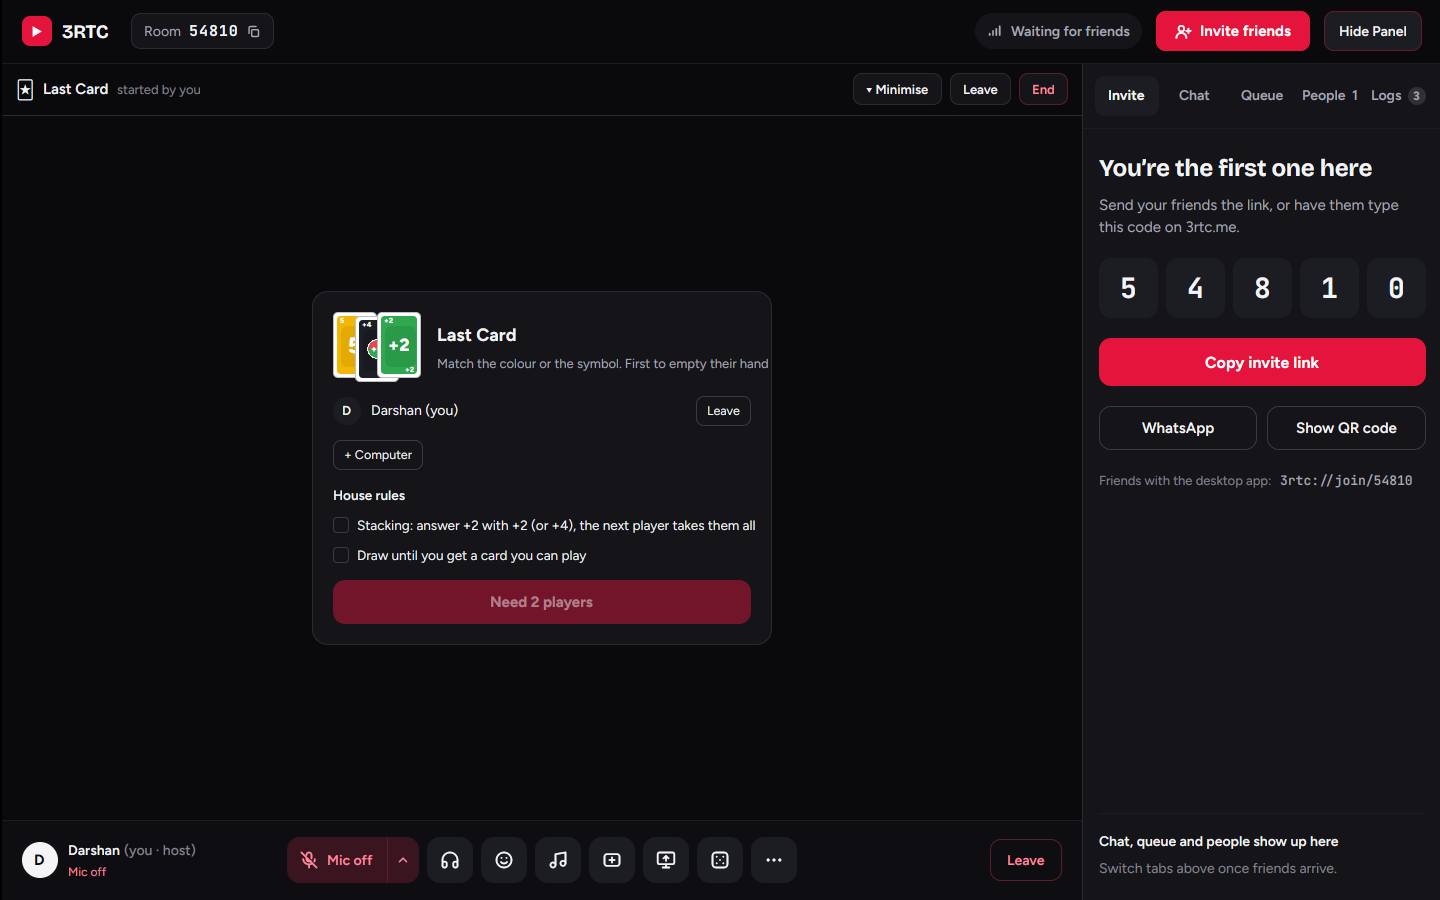 3RTC
Room 54810
Waiting for friends
Invite friends
Hide Panel
Last Card started by you
▾ Minimise
Leave
End
Invite
Chat
Queue
People 1
Logs 3
You’re the first one here
Send your friends the link, or have them type
this code on 3rtc.me.
5 4 8 1 0
Copy invite link
WhatsApp
Show QR code
Friends with the desktop app: 3rtc://join/54810
5
5
+4
+2
+2
+2
Last Card
Match the colour or the symbol. First to empty their hand
D
Darshan (you)
Leave
+ Computer
House rules
Stacking: answer +2 with +2 (or +4), the next player takes them all
Draw until you get a card you can play
Need 2 players
Chat, queue and people show up here
Switch tabs above once friends arrive.
D
Darshan (you · host)
Mic off
Mic off
Leave